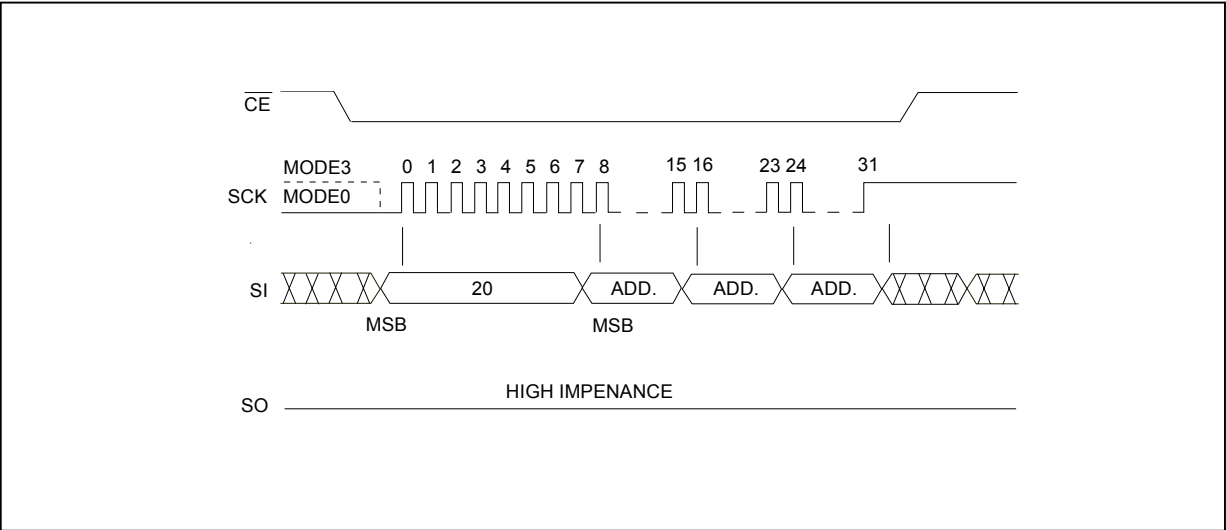 CE
MODE3 0 1 2 3 4 5 6 7 8 15 16 23 24 31
SCK MODE0
SI 20 ADD. ADD. ADD.
MSB MSB
HIGH IMPENANCE
SO